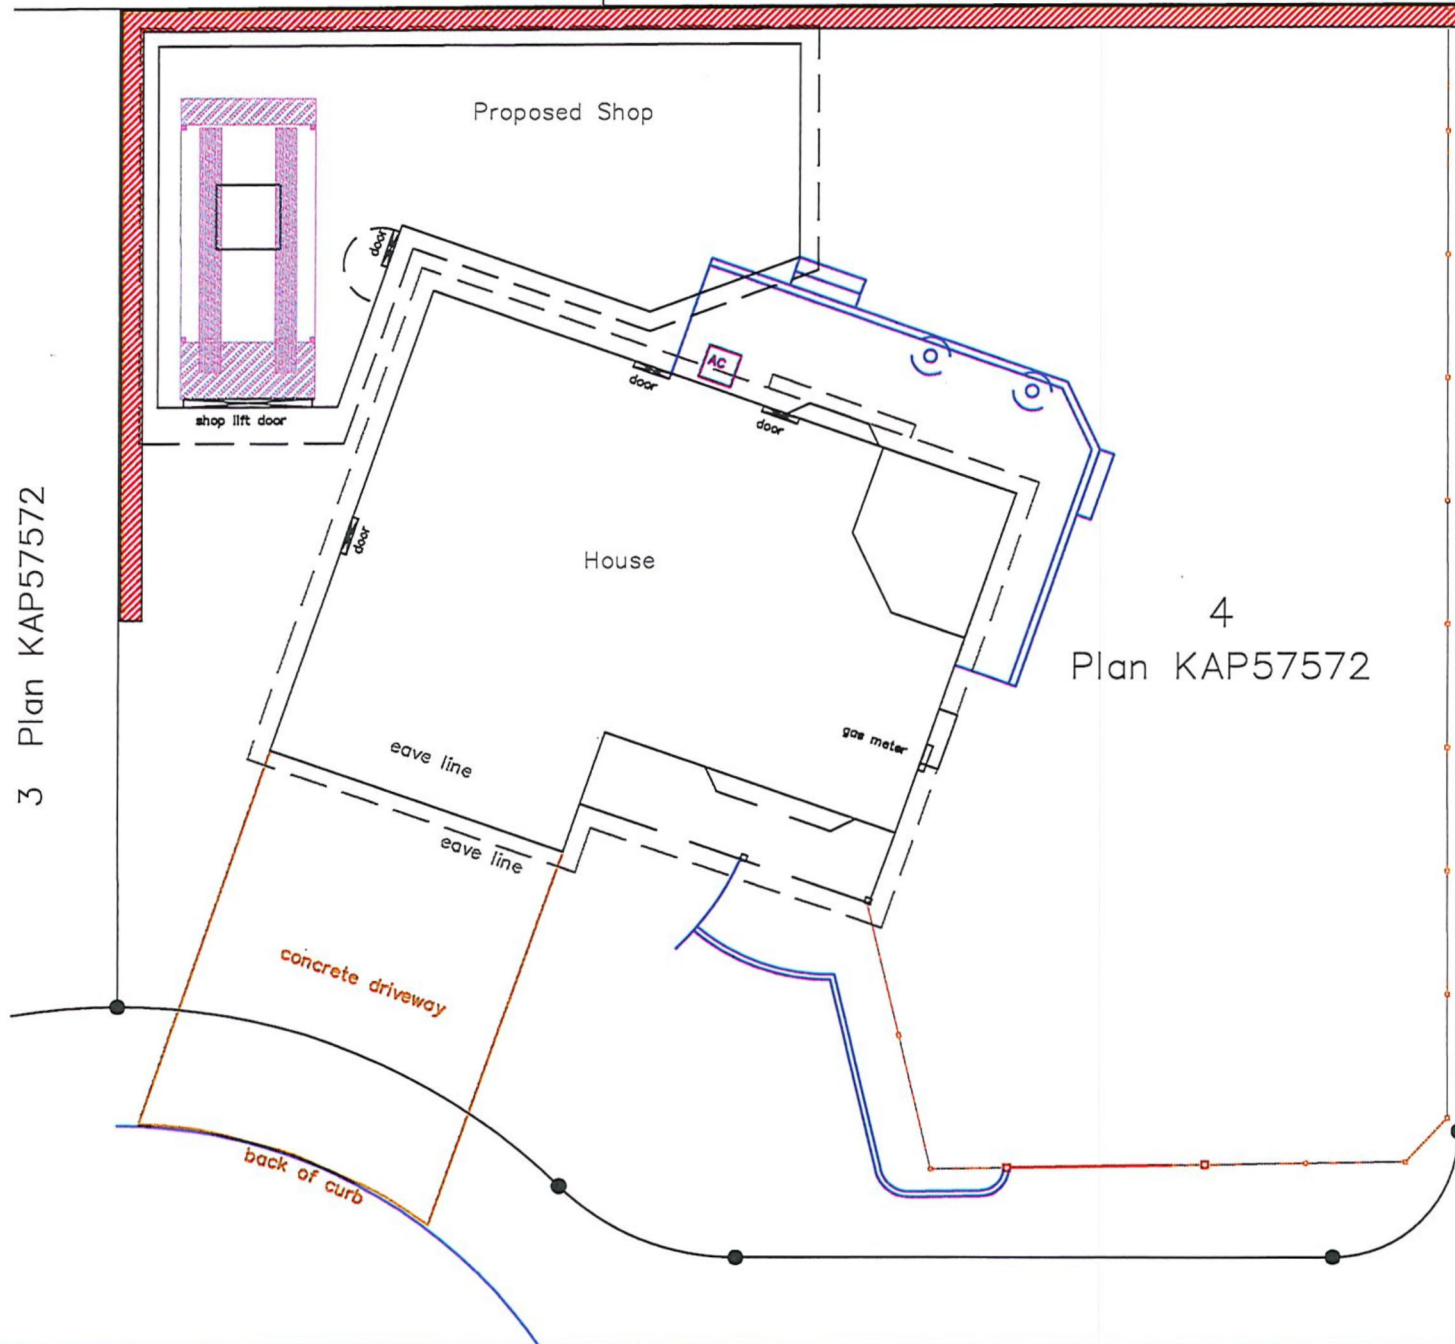 Proposed Shop
door
AC
door
door
shop lift door
3 Plan KAP57572
door
House
4
Plan KAP57572
gas meter
eave line
eave line
concrete driveway
back of curb